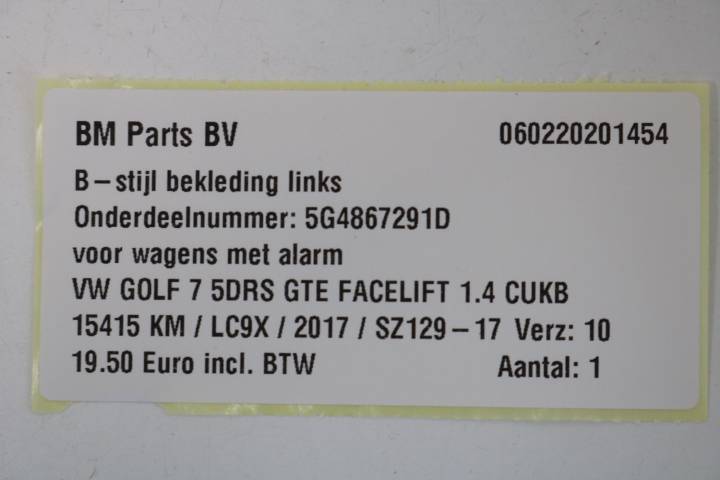 BM Parts BV 060220201454
B-stijl bekleding links
Onderdeelnummer: 5G4867291D
voor wagens met alarm
VW GOLF 7 5DRS GTE FACELIFT 1.4 CUKB
15415 KM / LC9X / 2017 / SZ129-17 Verz: 10
19.50 Euro incl. BTW Aantal: 1